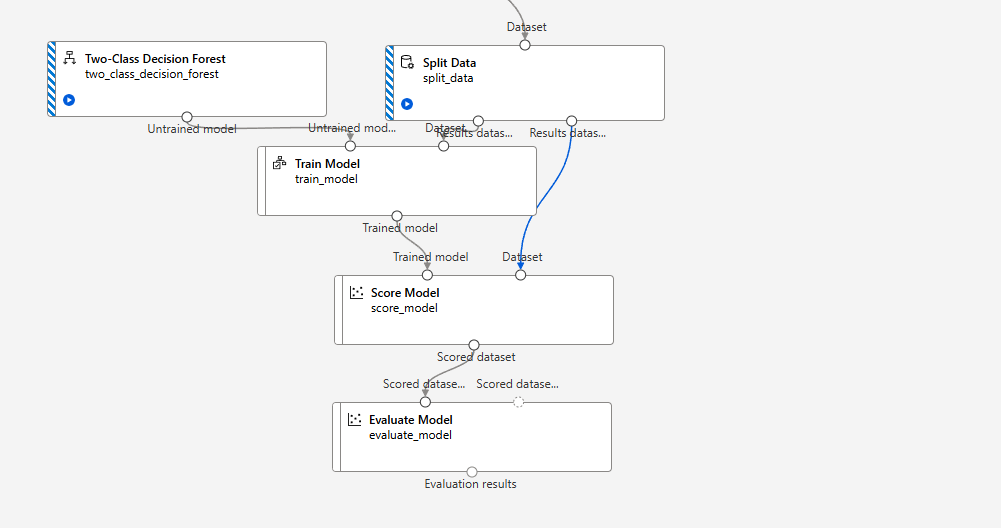 Dataset
Two-Class Decision Forest
two_class_decision_forest
Split Data
split_data
Untrained model
Untrained mod...
Dataset
Results datas...
Results datas...
Train Model
train_model
Trained model
Trained model
Dataset
Score Model
score_model
Scored dataset
Scored datase...
Scored datase...
Evaluate Model
evaluate_model
Evaluation results